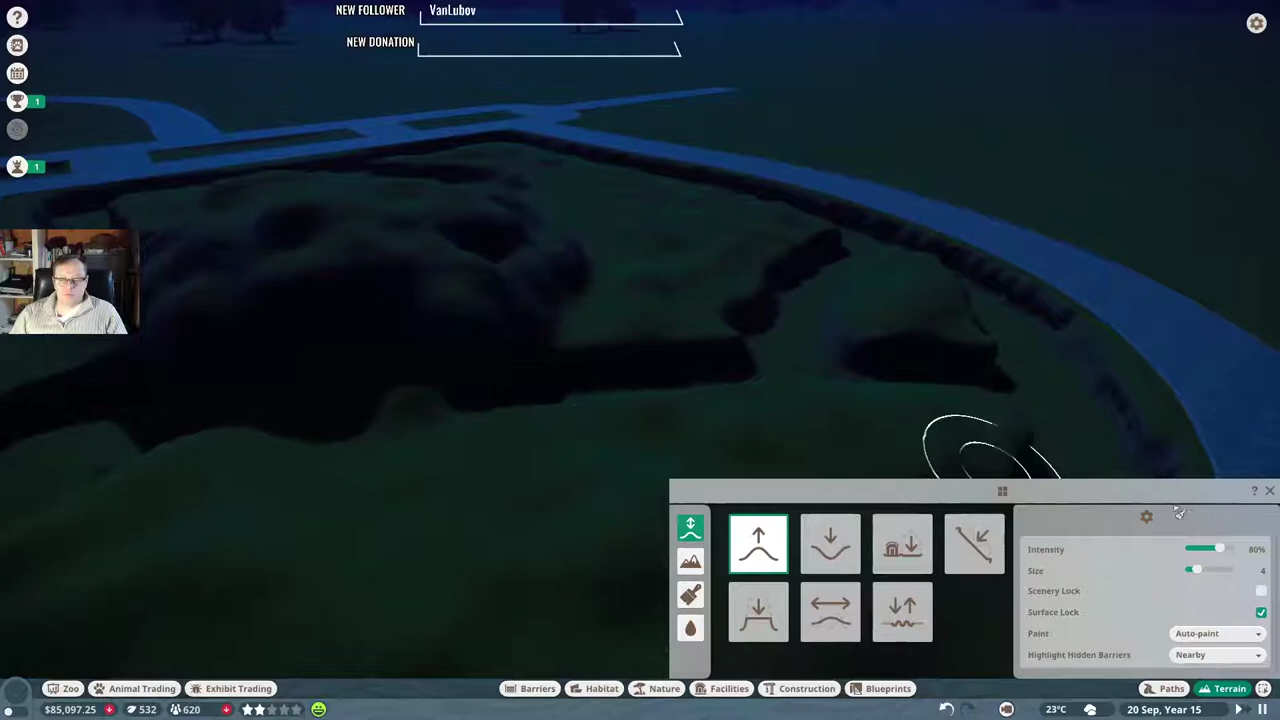 NEW FOLLOWER VanLubov
NEW DONATION
?
1
1
? ×
Intensity 80%
Size 4
Scenery Lock
Surface Lock
Paint Auto-paint
Highlight Hidden Barriers Nearby
Zoo Animal Trading Exhibit Trading Barriers Habitat Nature Facilities Construction Blueprints Paths Terrain
$85,097.25 532 620 23°C 20 Sep, Year 15